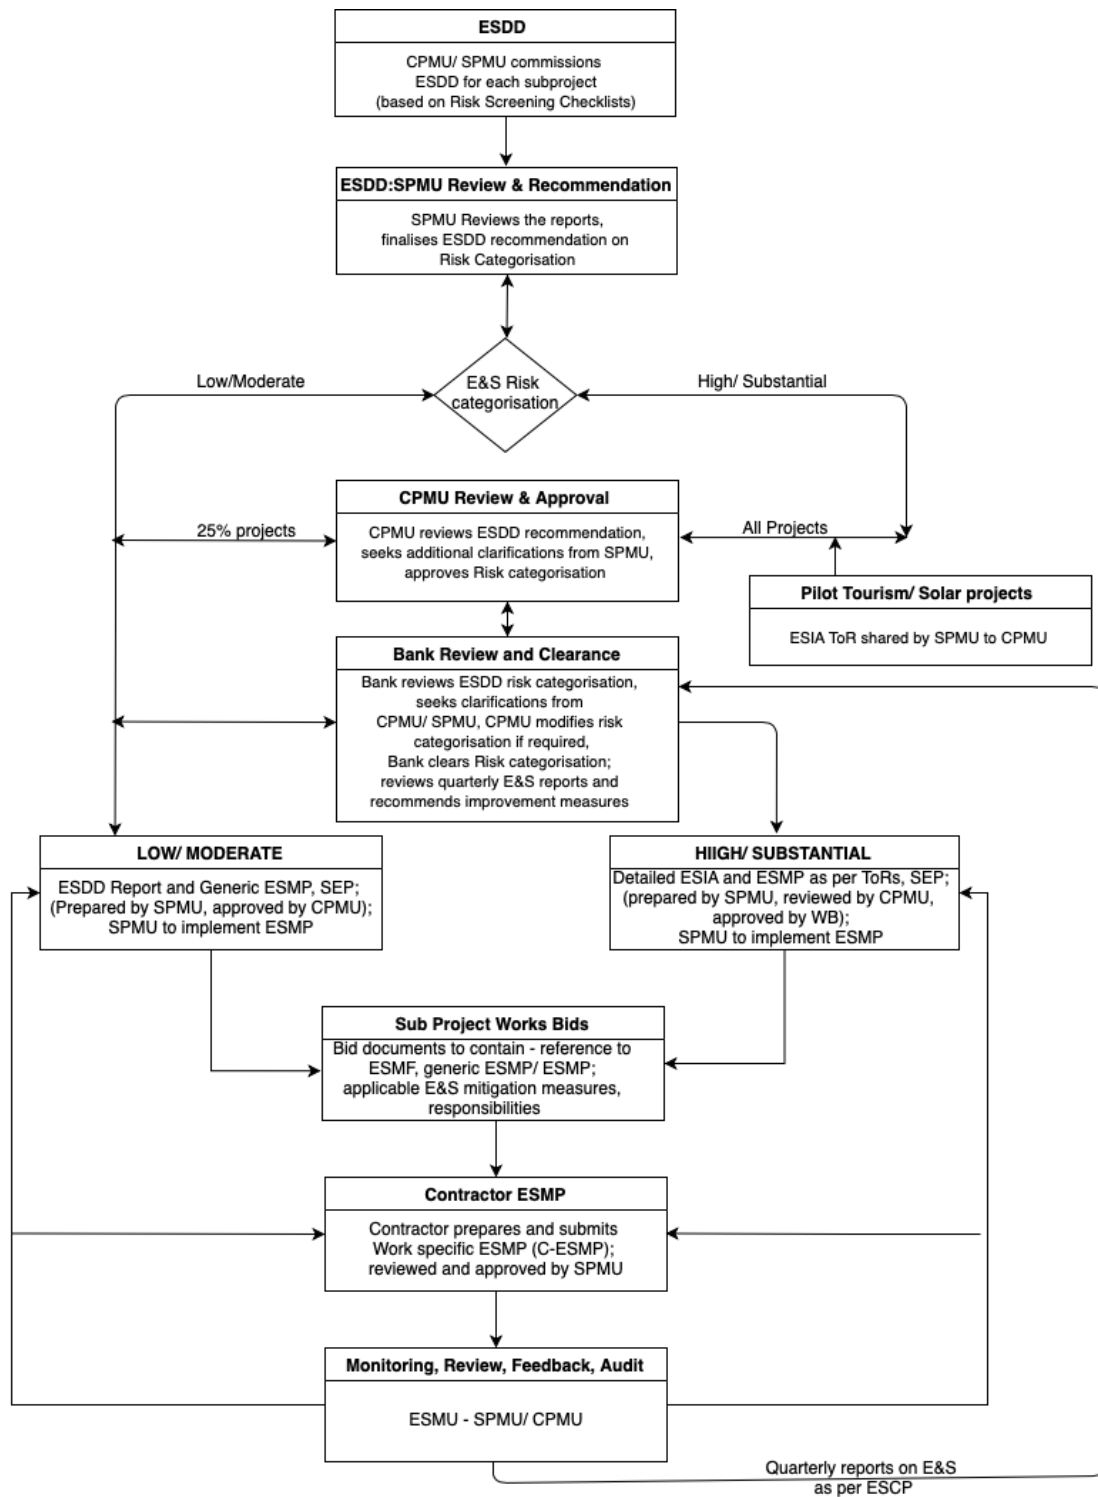 ESDD
CPMU/ SPMU commissions
ESDD for each subproject
(based on Risk Screening Checklists)
ESDD:SPMU Review & Recommendation
SPMU Reviews the reports,
finalises ESDD recommendation on
Risk Categorisation
Low/Moderate
E&S Risk
categorisation
High/ Substantial
CPMU Review & Approval
CPMU reviews ESDD recommendation,
seeks additional clarifications from SPMU,
approves Risk categorisation
25% projects
All Projects
Pilot Tourism/ Solar projects
ESIA ToR shared by SPMU to CPMU
Bank Review and Clearance
Bank reviews ESDD risk categorisation,
seeks clarifications from
CPMU/ SPMU, CPMU modifies risk
categorisation if required,
Bank clears Risk categorisation;
reviews quarterly E&S reports and
recommends improvement measures
LOW/ MODERATE
ESDD Report and Generic ESMP, SEP;
(Prepared by SPMU, approved by CPMU);
SPMU to implement ESMP
HIIGH/ SUBSTANTIAL
Detailed ESIA and ESMP as per ToRs, SEP;
(prepared by SPMU, reviewed by CPMU,
approved by WB);
SPMU to implement ESMP
Sub Project Works Bids
Bid documents to contain - reference to
ESMF, generic ESMP/ ESMP;
applicable E&S mitigation measures,
responsibilities
Contractor ESMP
Contractor prepares and submits
Work specific ESMP (C-ESMP);
reviewed and approved by SPMU
Monitoring, Review, Feedback, Audit
ESMU - SPMU/ CPMU
Quarterly reports on E&S
as per ESCP